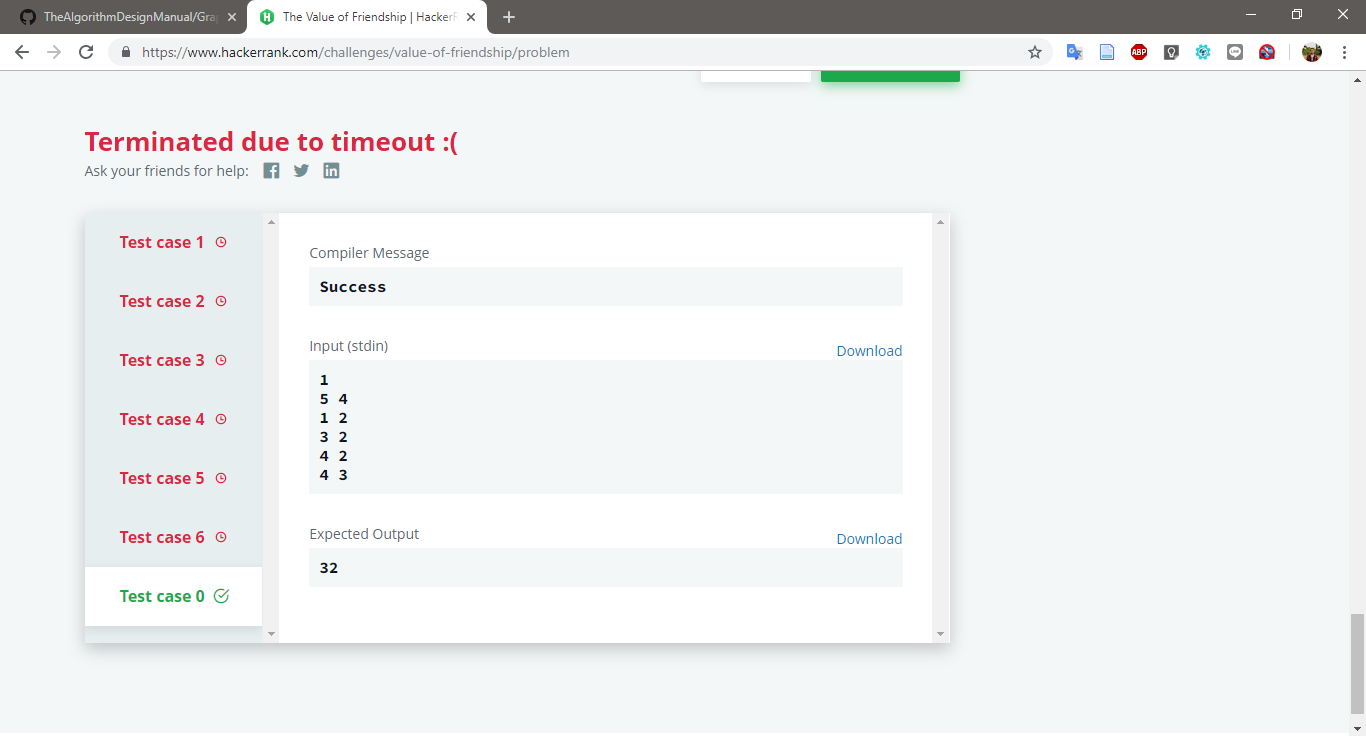 TheAlgorithmDesignManual/Gra
The Value of Friendship | HackerR
https://www.hackerrank.com/challenges/value-of-friendship/problem
ABP
Terminated due to timeout :(
Ask your friends for help:
Test case 1
Test case 2
Test case 3
Test case 4
Test case 5
Test case 6
Test case 0
Compiler Message
Success
Input (stdin)
Download
1
5 4
1 2
3 2
4 2
4 3
Expected Output
Download
32